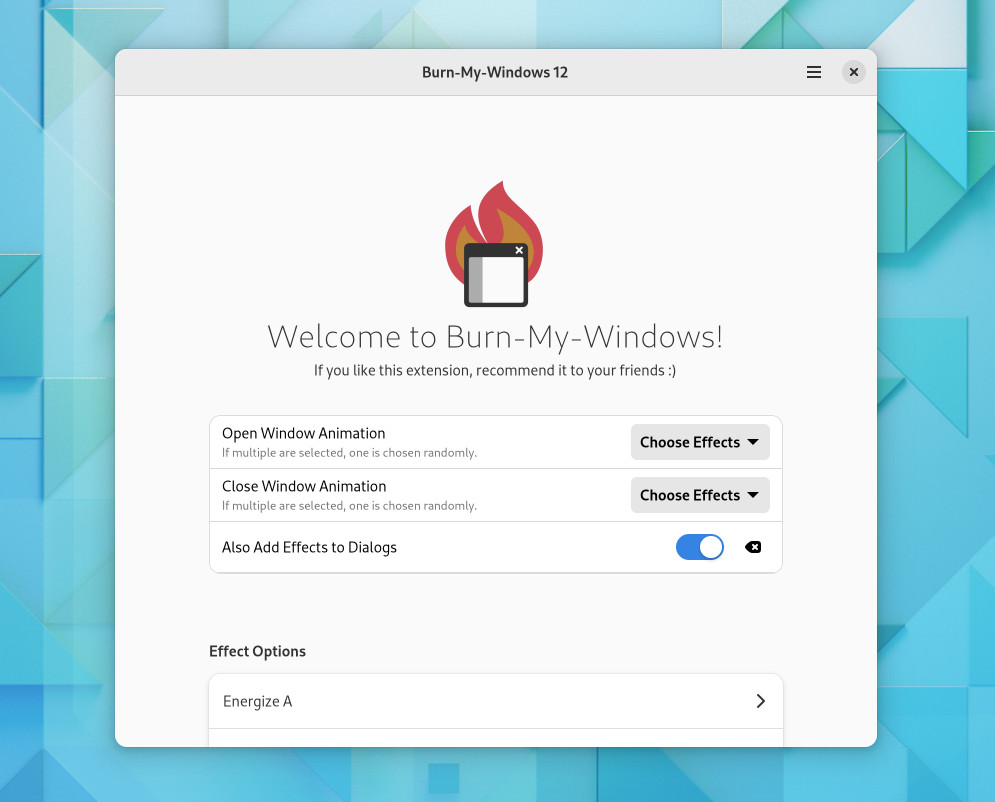 Burn-My-Windows 12
Welcome to Burn-My-Windows!
If you like this extension, recommend it to your friends :)
Open Window Animation
If multiple are selected, one is chosen randomly.
Choose Effects
Close Window Animation
If multiple are selected, one is chosen randomly.
Choose Effects
Also Add Effects to Dialogs
Effect Options
Energize A